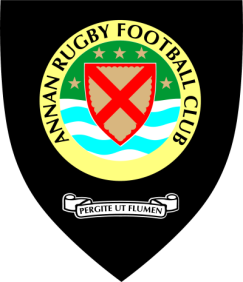 ANNAN RUGBY FOOTBALL CLUB
PERGITE UT FLUMEN